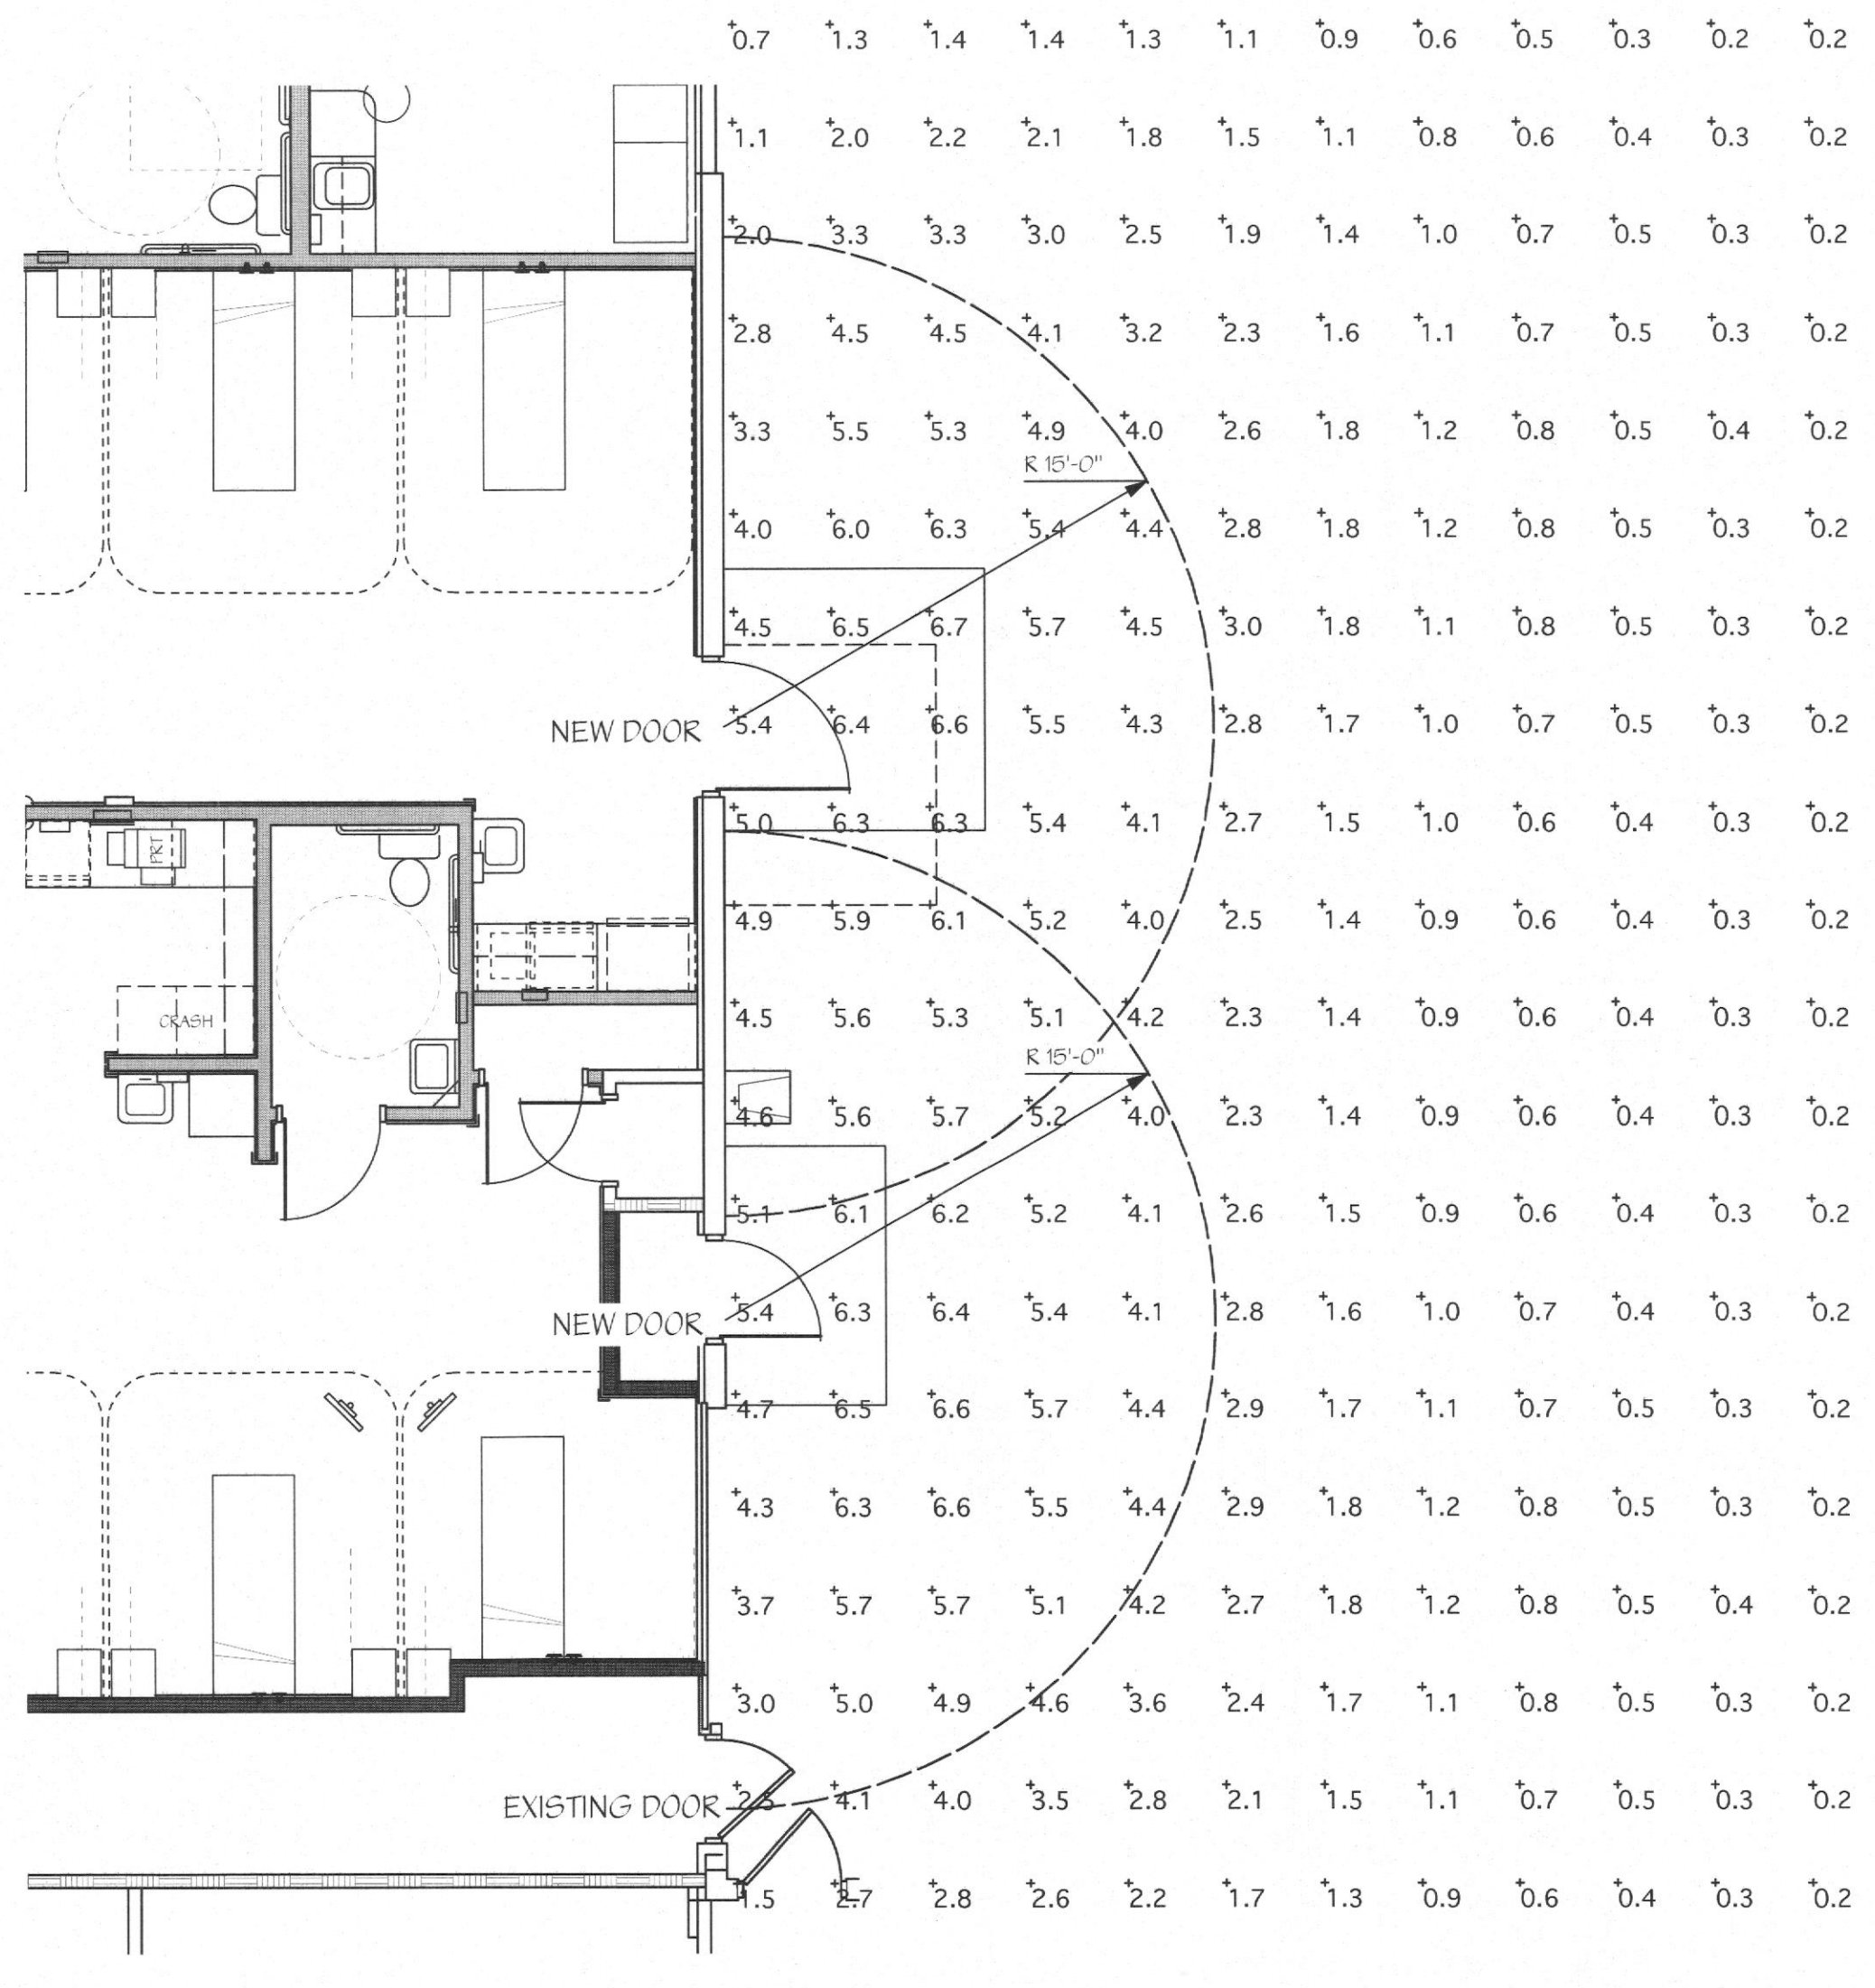 0.7 1.3 1.4 1.4 1.3 1.1 0.9 0.6 0.5 0.3 0.2 0.2
1.1 2.0 2.2 2.1 1.8 1.5 1.1 0.8 0.6 0.4 0.3 0.2
2.0 3.3 3.3 3.0 2.5 1.9 1.4 1.0 0.7 0.5 0.3 0.2
2.8 4.5 4.5 4.1 3.2 2.3 1.6 1.1 0.7 0.5 0.3 0.2
3.3 5.5 5.3 4.9 4.0 2.6 1.8 1.2 0.8 0.5 0.4 0.2
R 15'-0"
4.0 6.0 6.3 5.4 4.4 2.8 1.8 1.2 0.8 0.5 0.3 0.2
4.5 6.5 6.7 5.7 4.5 3.0 1.8 1.1 0.8 0.5 0.3 0.2
NEW DOOR 5.4 6.4 6.6 5.5 4.3 2.8 1.7 1.0 0.7 0.5 0.3 0.2
5.0 6.3 6.3 5.4 4.1 2.7 1.5 1.0 0.6 0.4 0.3 0.2
PRT
4.9 5.9 6.1 5.2 4.0 2.5 1.4 0.9 0.6 0.4 0.3 0.2
CRASH 4.5 5.6 5.3 5.1 4.2 2.3 1.4 0.9 0.6 0.4 0.3 0.2
R 15'-0"
4.6 5.6 5.7 5.2 4.0 2.3 1.4 0.9 0.6 0.4 0.3 0.2
5.1 6.1 6.2 5.2 4.1 2.6 1.5 0.9 0.6 0.4 0.3 0.2
NEW DOOR 5.4 6.3 6.4 5.4 4.1 2.8 1.6 1.0 0.7 0.4 0.3 0.2
4.7 6.5 6.6 5.7 4.4 2.9 1.7 1.1 0.7 0.5 0.3 0.2
4.3 6.3 6.6 5.5 4.4 2.9 1.8 1.2 0.8 0.5 0.3 0.2
3.7 5.7 5.7 5.1 4.2 2.7 1.8 1.2 0.8 0.5 0.4 0.2
3.0 5.0 4.9 4.6 3.6 2.4 1.7 1.1 0.8 0.5 0.3 0.2
EXISTING DOOR 4.1 4.0 3.5 2.8 2.1 1.5 1.1 0.7 0.5 0.3 0.2
1.5 2.7 2.8 2.6 2.2 1.7 1.3 0.9 0.6 0.4 0.3 0.2